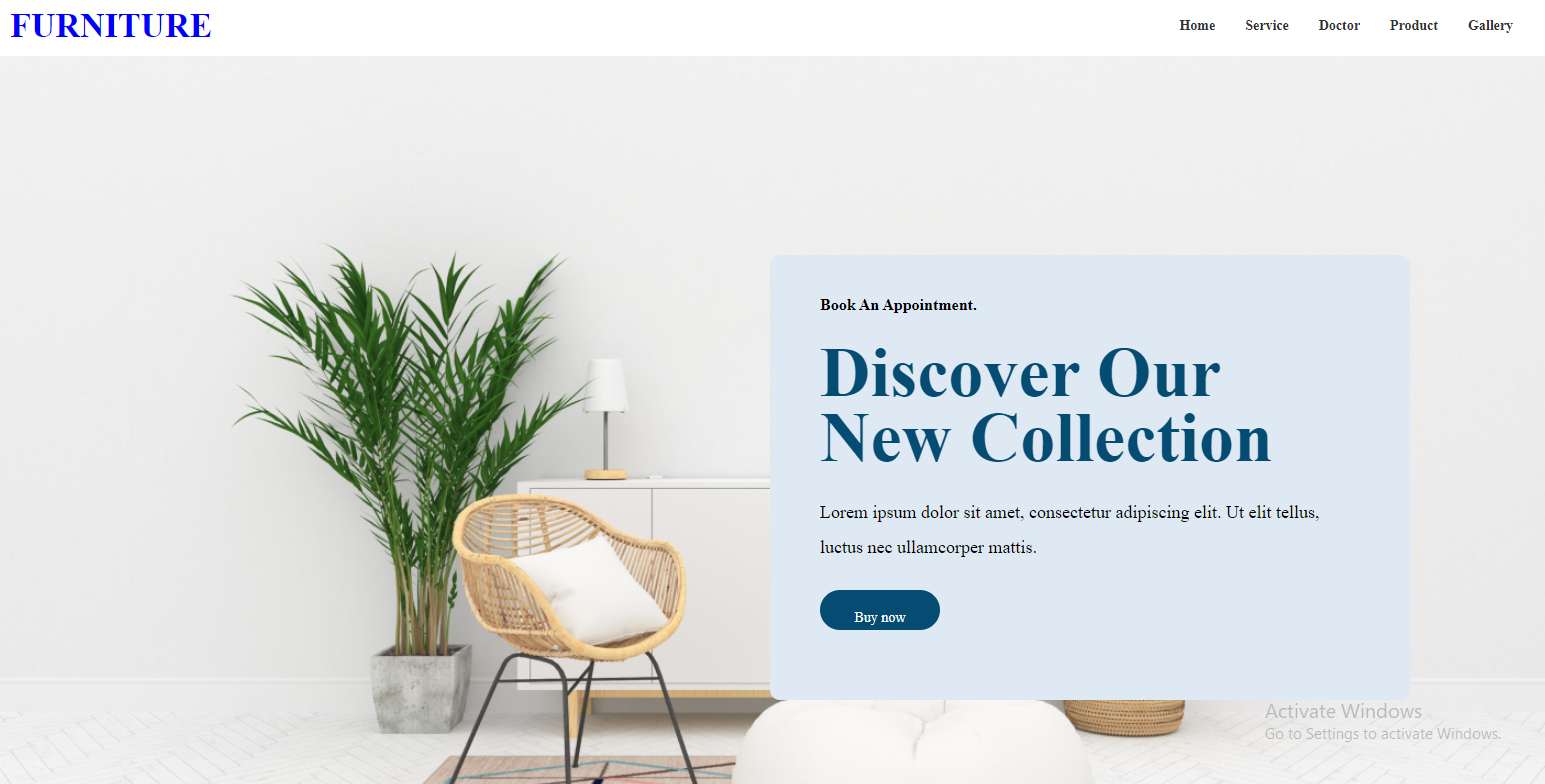 FURNITURE
Home Service Doctor Product Gallery
Book An Appointment.
Discover Our
New Collection
Lorem ipsum dolor sit amet, consectetur adipiscing elit. Ut elit tellus,
luctus nec ullamcorper mattis.
Buy now
Activate Windows
Go to Settings to activate Windows.